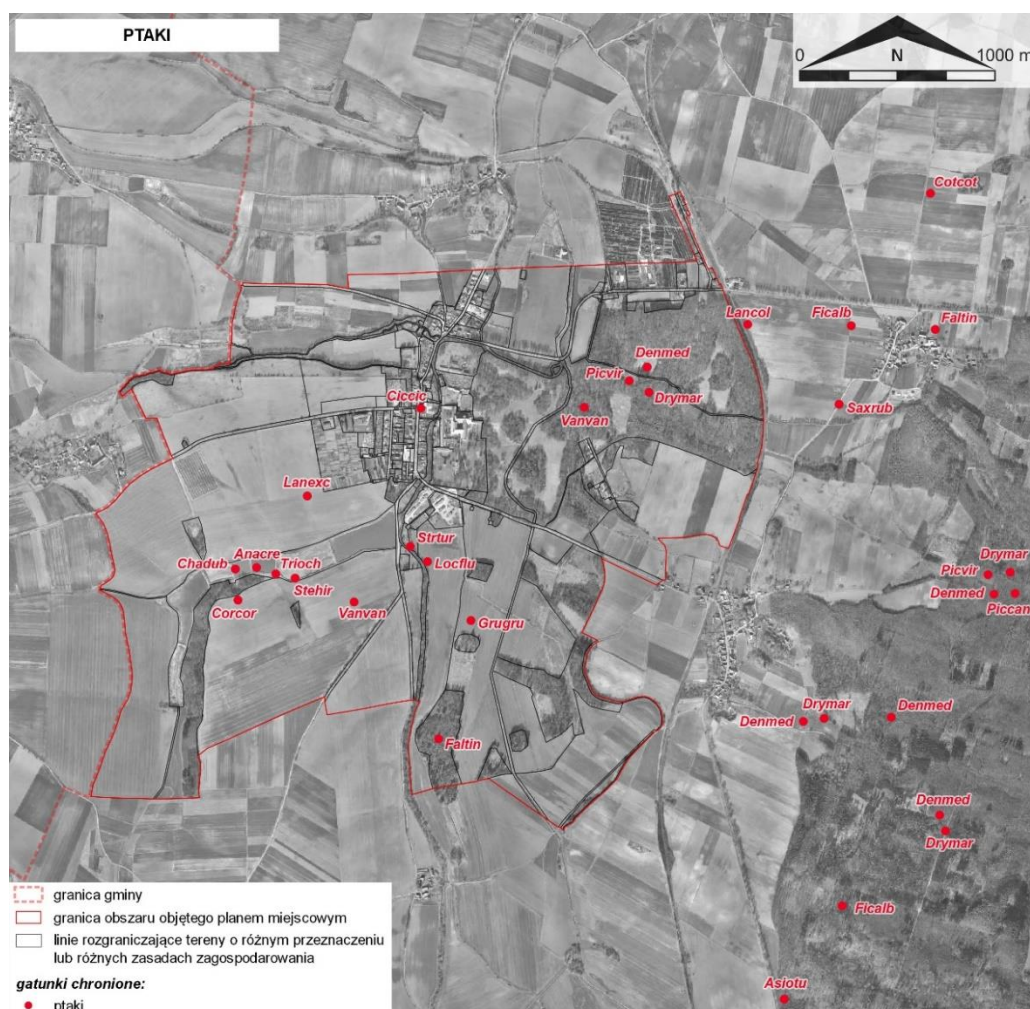 PTAKI
0 N 1000 m
Cotcot
Lancol Ficalb Faltin
Denmed
Picvir
Drymar
Ciccic
Vanvan
Saxrub
Lanexc
Strtur
Locflu
Anacre
Chadub
Trioch
Stehir
Corcor
Vanvan
Grugru
Drymar
Picvir
Denmed
Piccan
Drymar
Denmed
Denmed
Faltin
Denmed
Drymar
Ficalb
Asiotu
granica gminy
granica obszaru objętego planem miejscowym
linie rozgraniczające tereny o różnym przeznaczeniu
lub różnych zasadach zagospodarowania
gatunki chronione:
ptaki